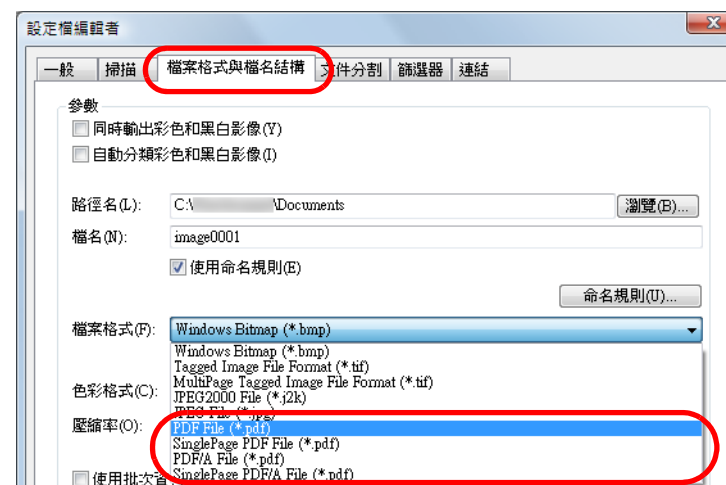 設定檔編輯者
一般 掃描 檔案格式與檔名結構 文件分割 篩選器 連結
參數
同時輸出彩色和黑白影像(Y)
自動分類彩色和黑白影像(I)
路徑名(L): C:\ \Documents 瀏覽(B)...
檔名(N): image0001
使用命名規則(E)
命名規則(U)...
檔案格式(F): Windows Bitmap (*.bmp)
Windows Bitmap (*.bmp)
Tagged Image File Format (*.tif)
MultiPage Tagged Image File Format (*.tif)
色彩格式(C):
JPEG2000 File (*.j2k)
JPEG File (*.jpg)
壓縮率(O):
PDF File (*.pdf)
SinglePage PDF File (*.pdf)
PDF/A File (*.pdf)
使用批次 SinglePage PDF/A File (*.pdf)